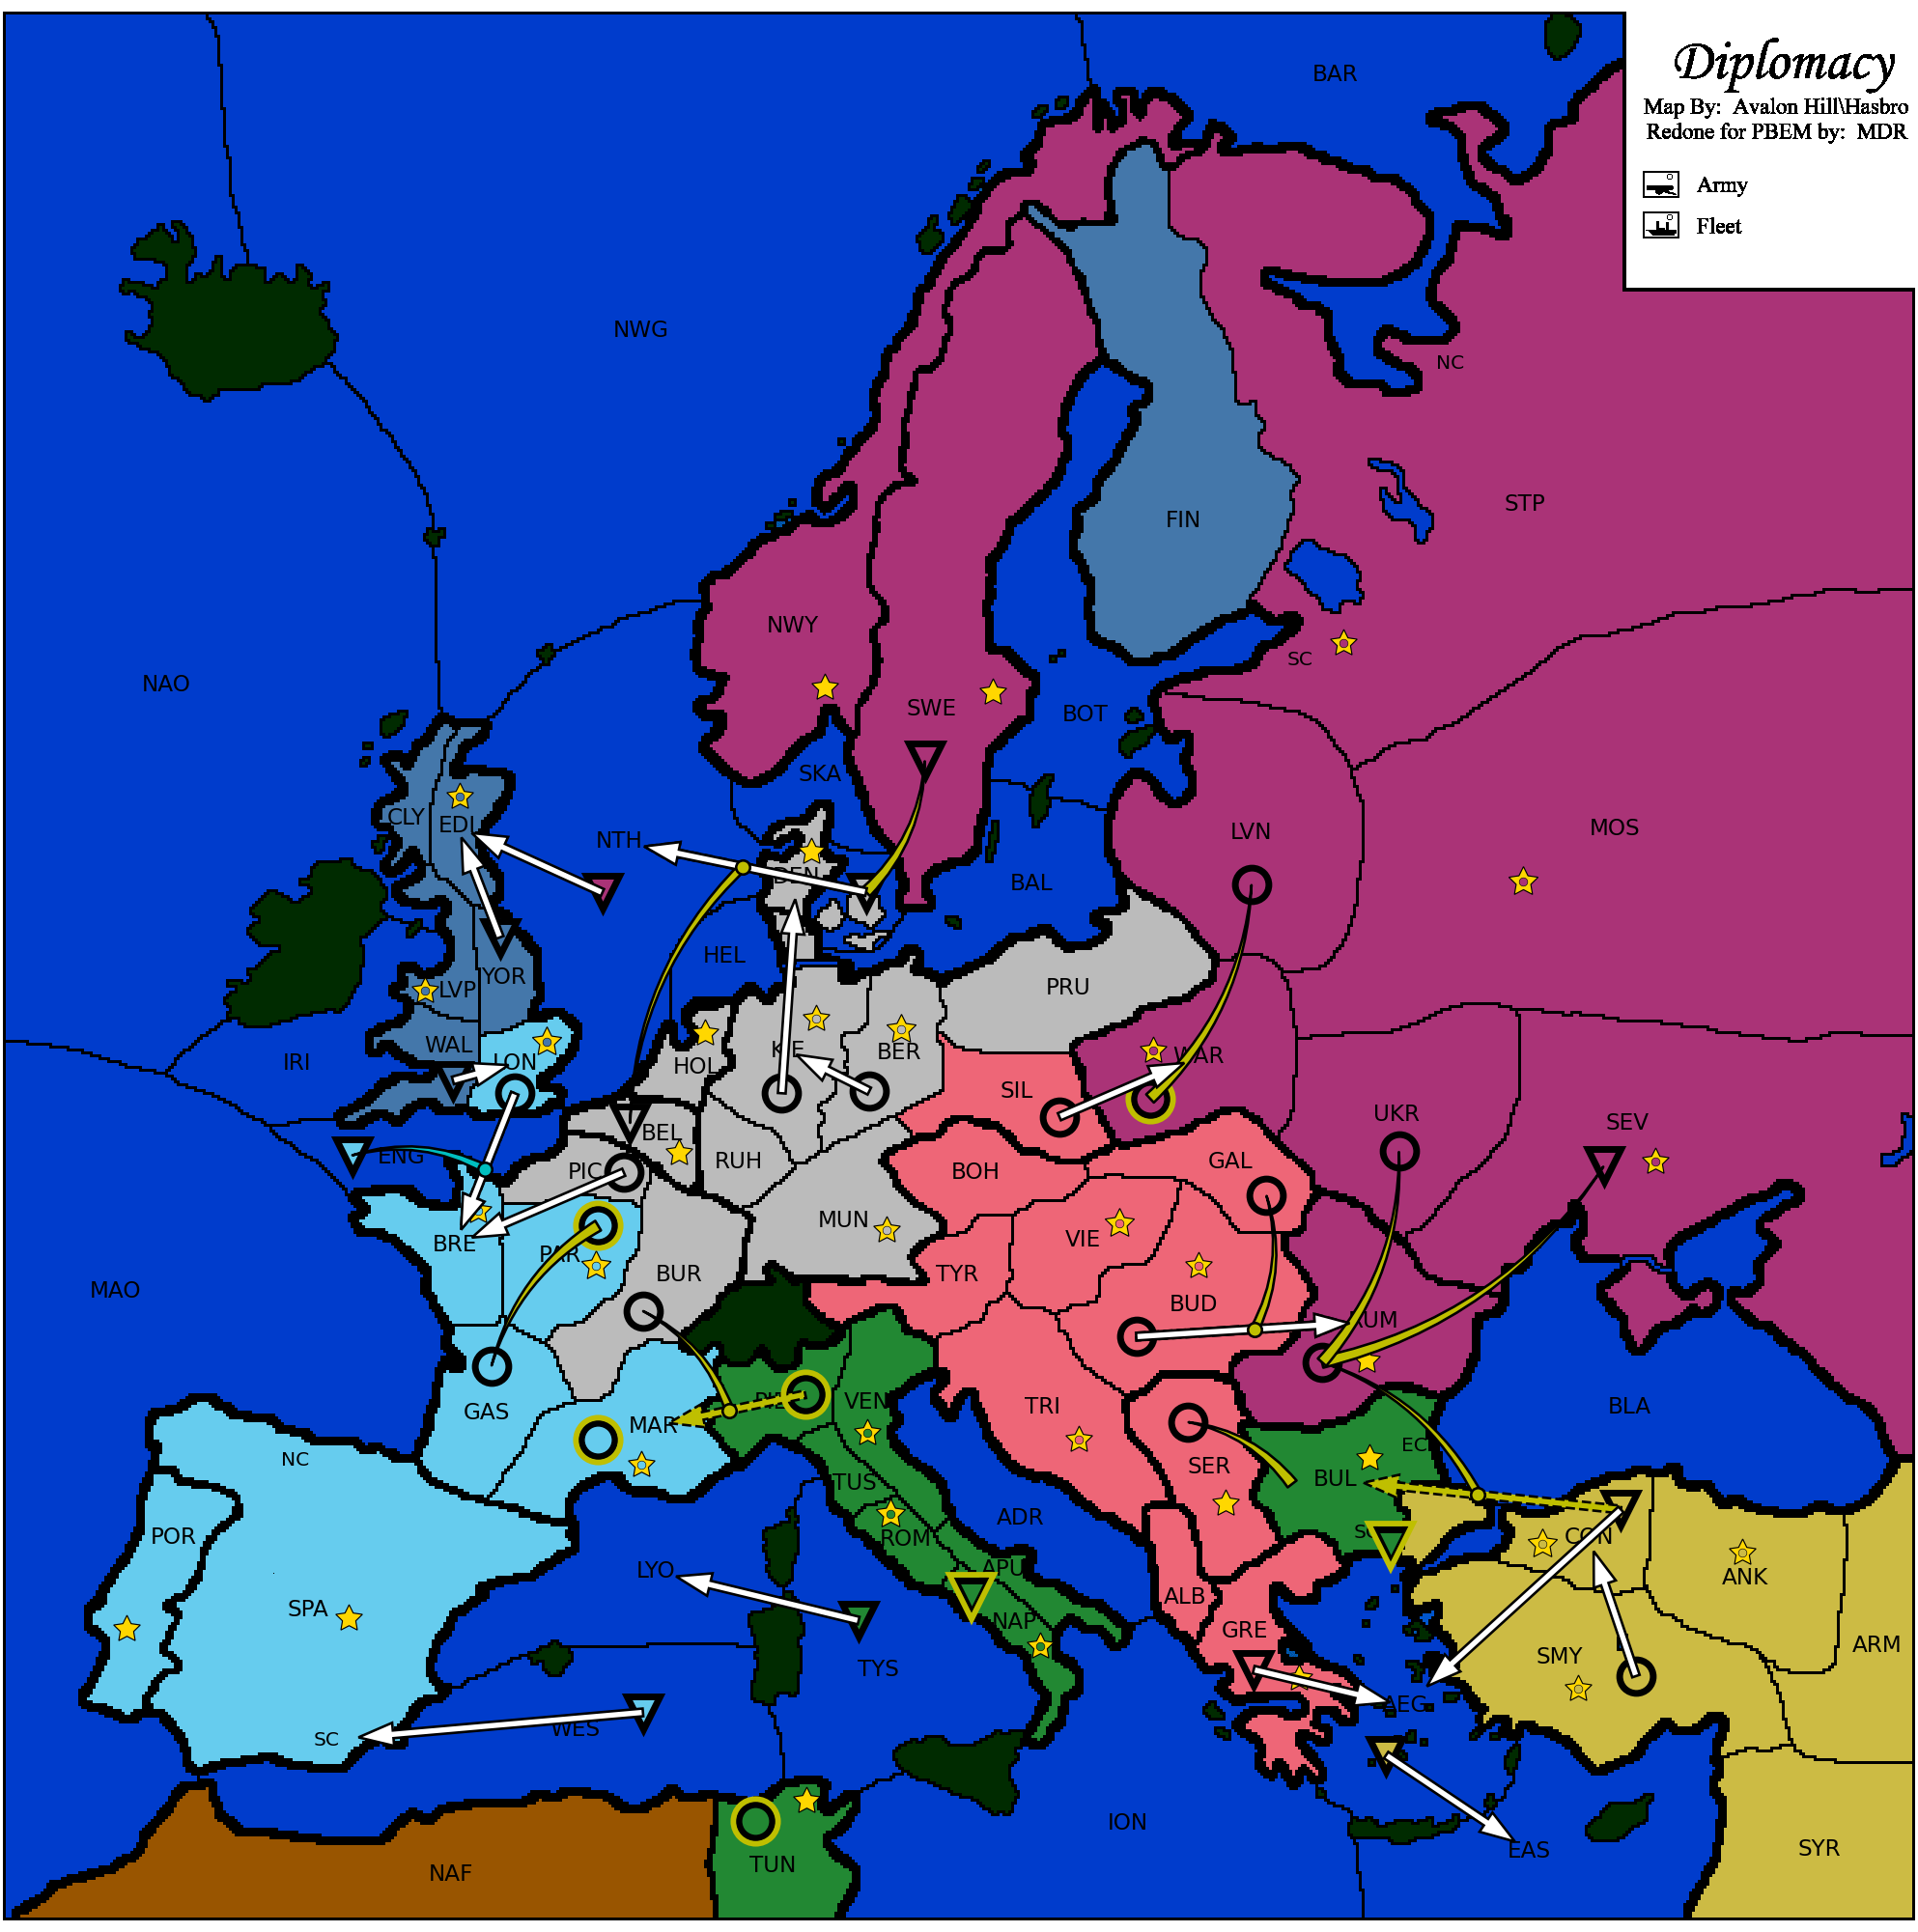 Diplomacy
Map By: Avalon Hill\Hasbro
Redone for PBEM by: MDR
Army
Fleet
BAR
NWG
NC
STP
FIN
NWY
SC
NAO
SWE
BOT
SKA
CLY
EDI
NTH
LVN
MOS
DEN
BAL
HEL
YOR
LVP
PRU
WAL
LON
IRI
HOL
KIE
BER
WAR
SIL
UKR
SEV
BEL
ENG
PIC
RUH
BOH
GAL
MUN
VIE
BRE
PAR
BUR
TYR
MAO
BUD
RUM
PIE
VEN
TRI
BLA
GAS
MAR
NC
SER
BUL
EC
TUS
ROM
ADR
SC
CON
POR
LYO
APU
ANK
SPA
ALB
NAP
GRE
SMY
ARM
TYS
AEG
WES
SC
ION
EAS
SYR
NAF
TUN